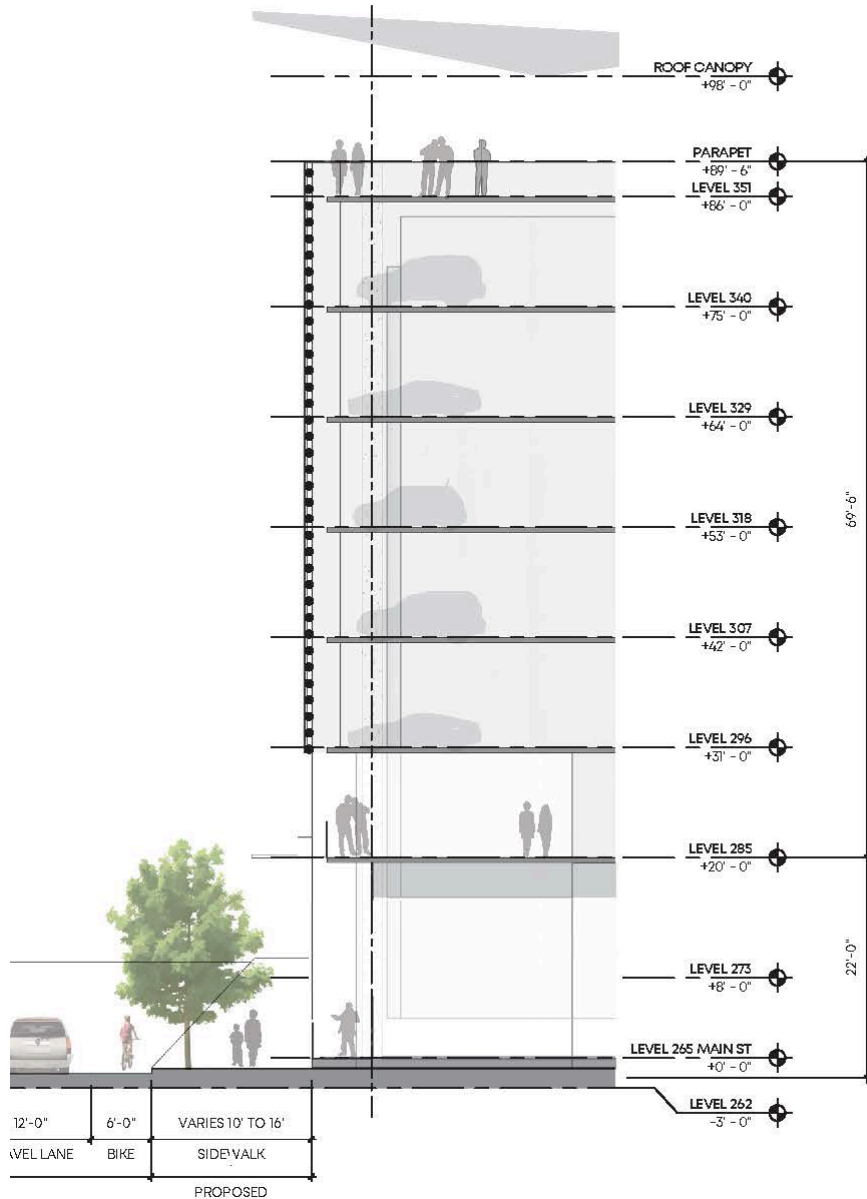 ROOF CANOPY
+98' - 0"
PARAPET
+89' - 6"
LEVEL 351
+86' - 0"
LEVEL 340
+75' - 0"
LEVEL 329
+64' - 0"
LEVEL 318
+53' - 0"
69'-6"
LEVEL 307
+42' - 0"
LEVEL 296
+31' - 0"
LEVEL 285
+20' - 0"
22'-0"
LEVEL 273
+8' - 0"
LEVEL 265 MAIN ST
+0' - 0"
LEVEL 262
-3' - 0"
12'-0" 6'-0" VARIES 10' TO 16'
AVEL LANE BIKE SIDEWALK
PROPOSED